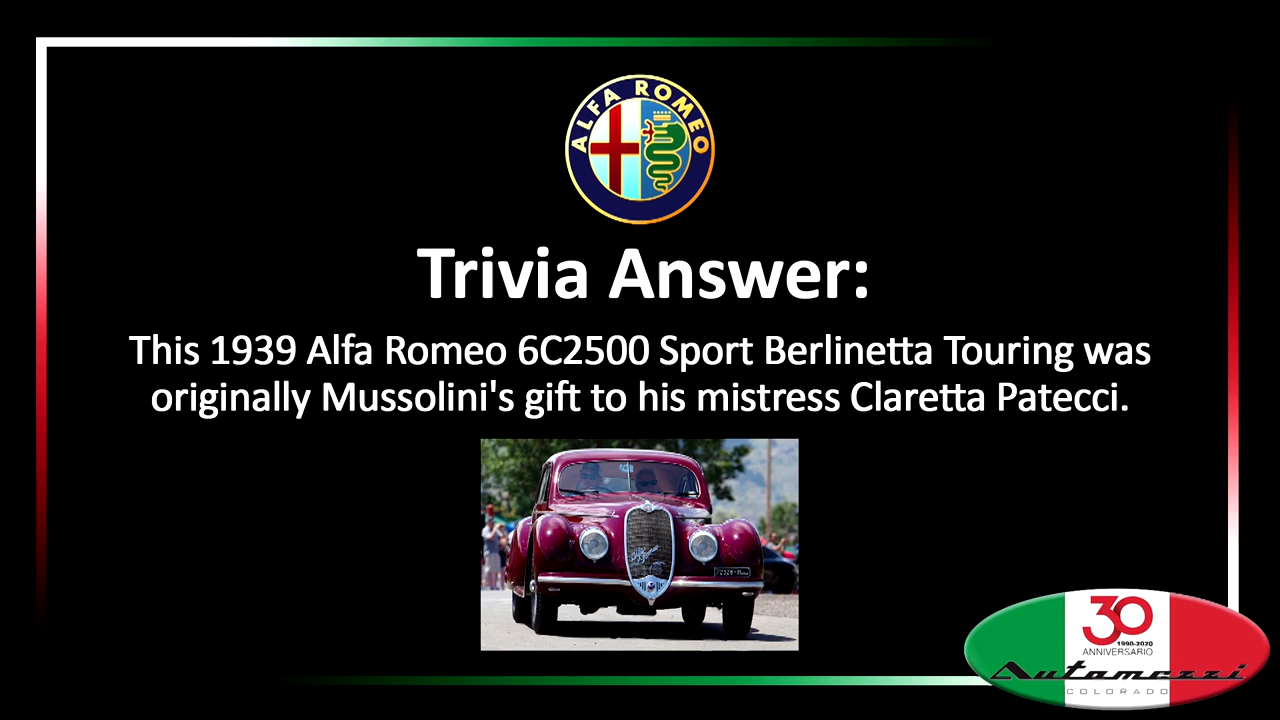 ALFA ROMEO
Trivia Answer:
This 1939 Alfa Romeo 6C2500 Sport Berlinetta Touring was
originally Mussolini's gift to his mistress Claretta Patecci.
30
1990-2020
ANNIVERSARIO
Automezzi
COLORADO